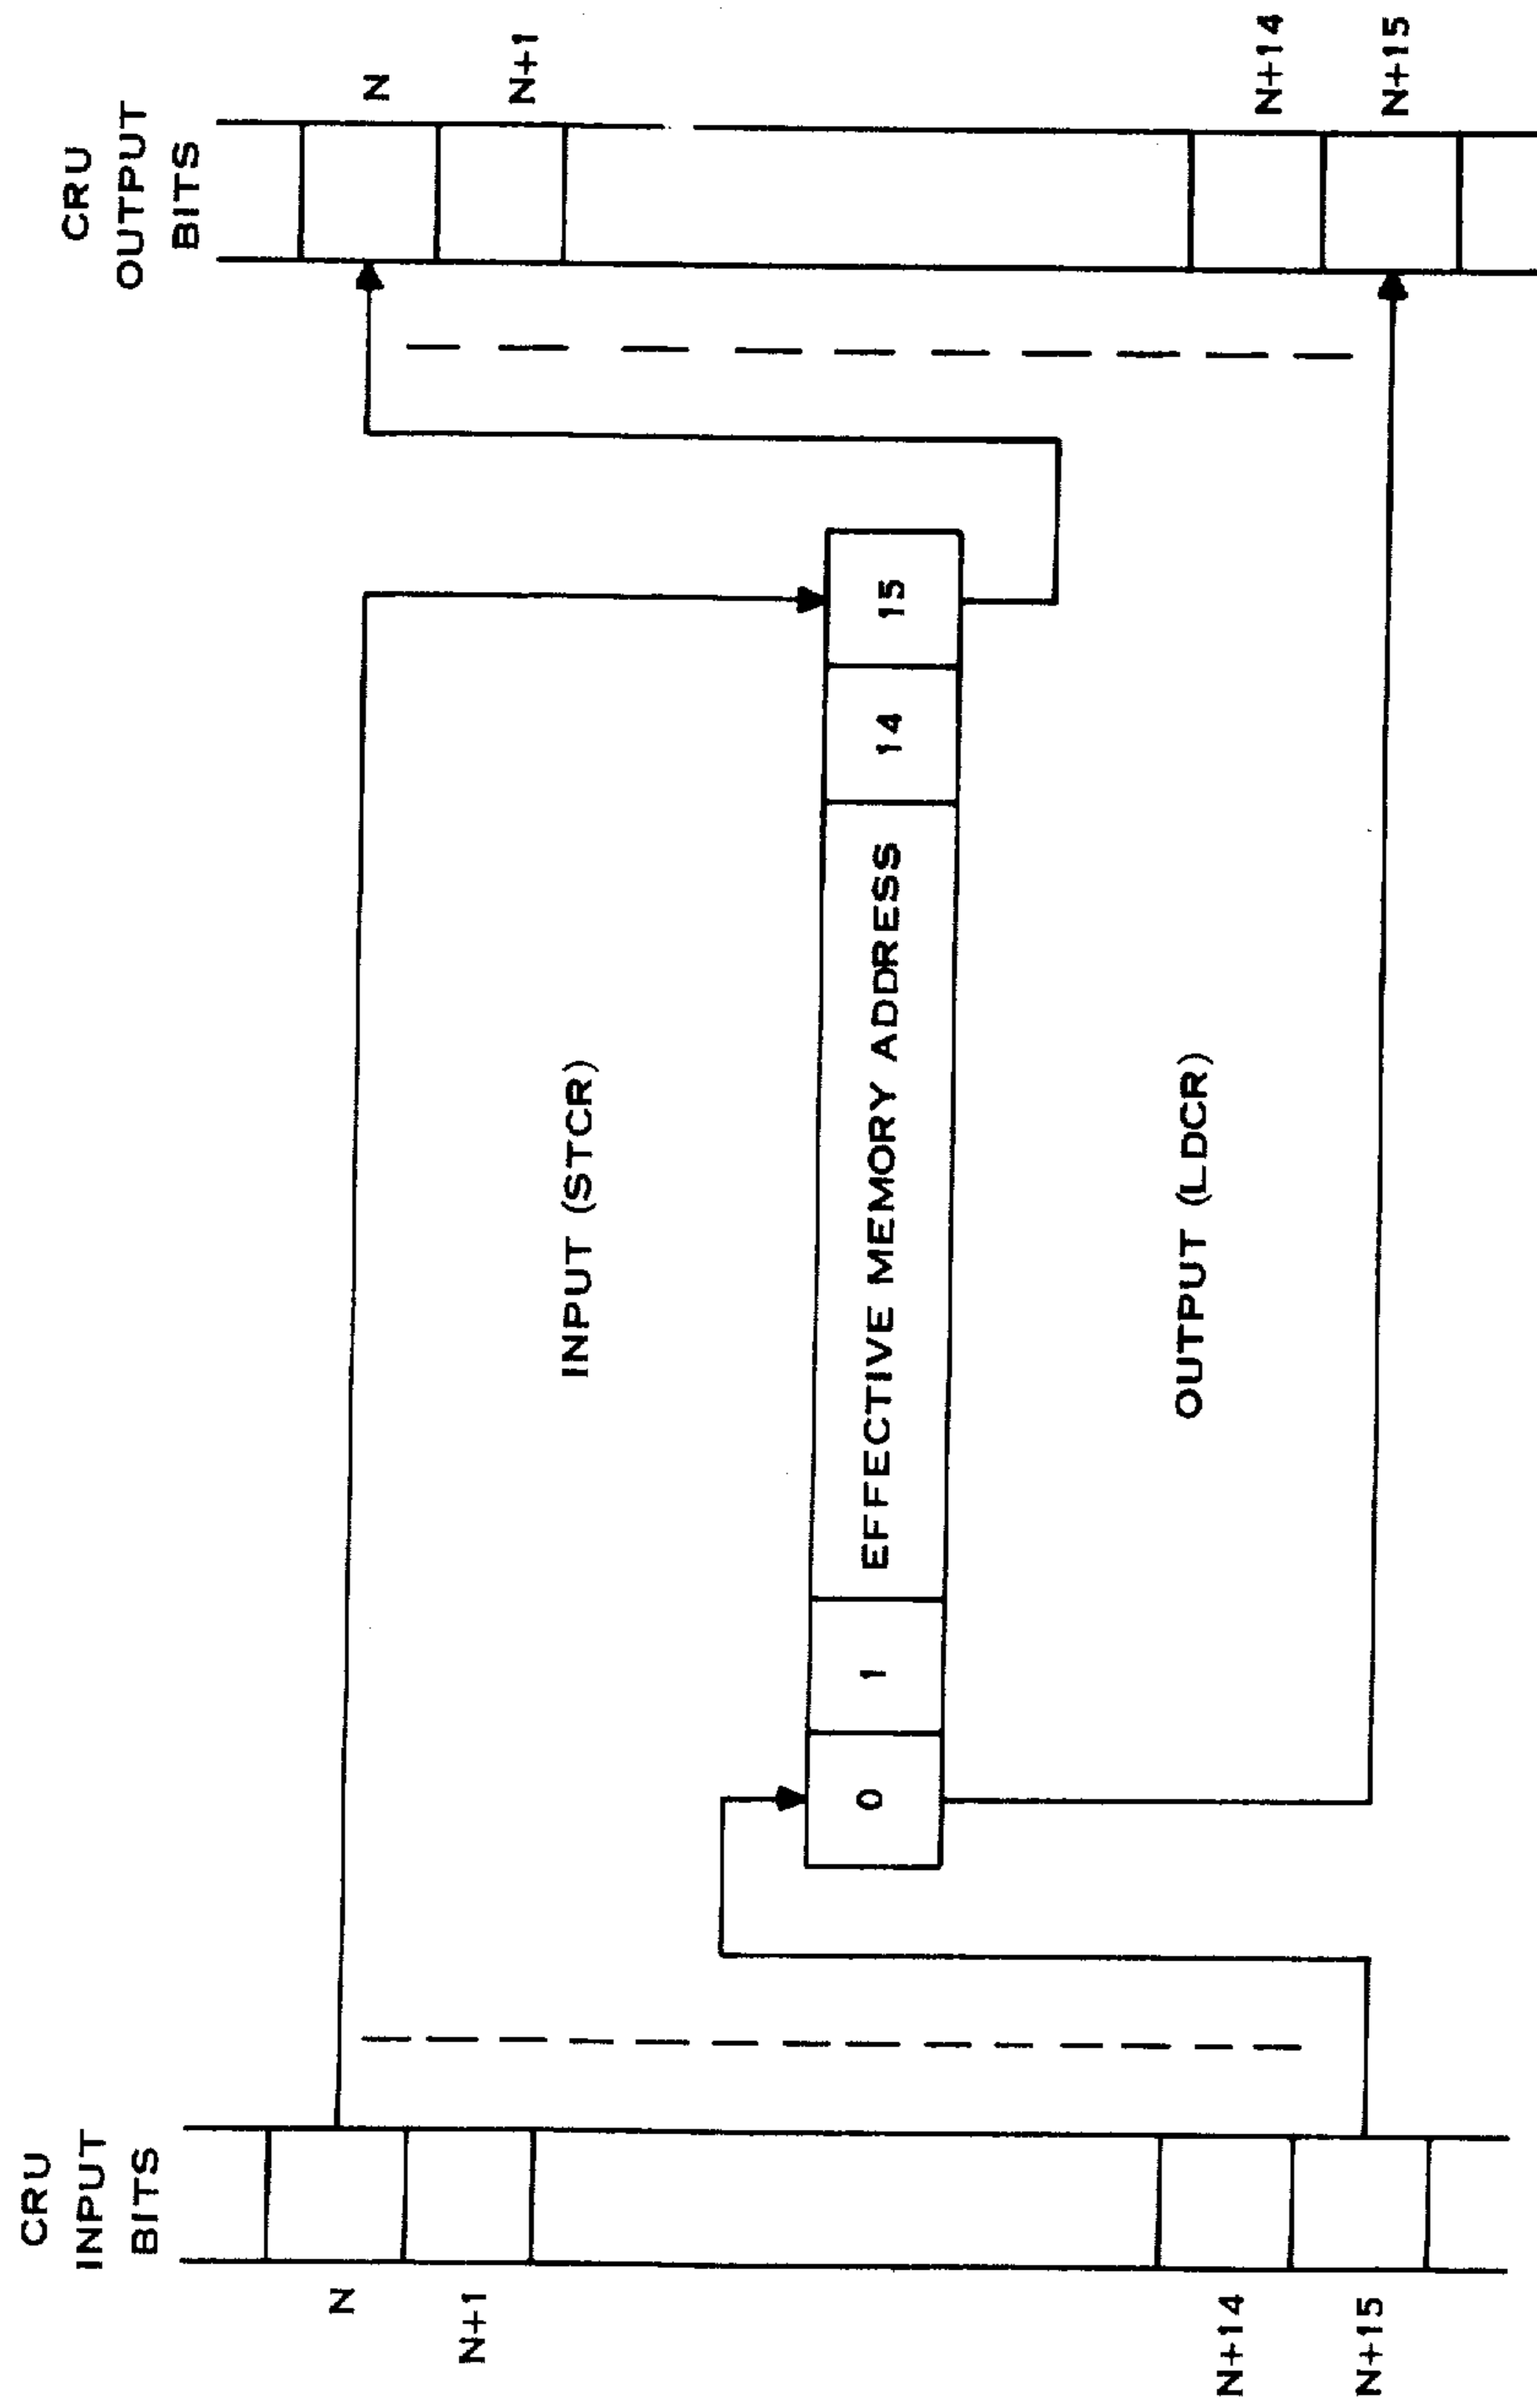 CRU
INPUT
BITS
CRU
OUTPUT
BITS
N
N
N+1
N+1
INPUT (STCR)
0
1
EFFECTIVE MEMORY ADDRESS
14
15
OUTPUT (LDCR)
N+14
N+14
N+15
N+15